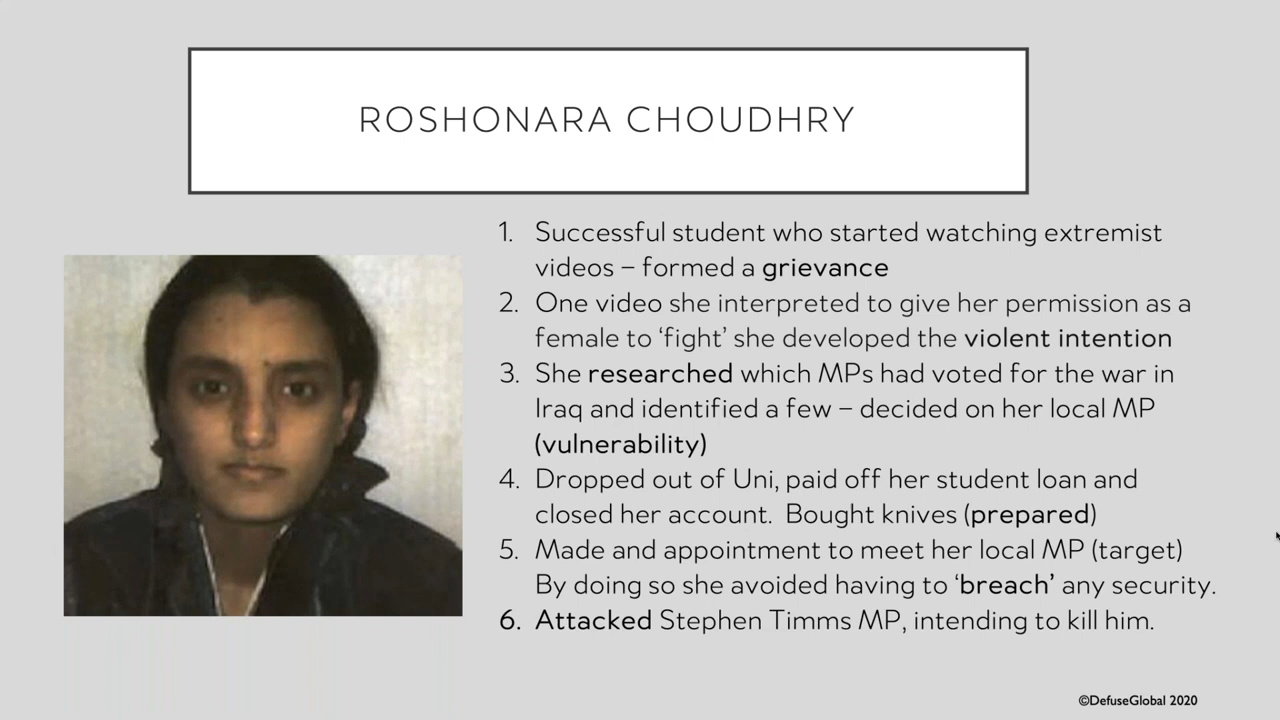 ROSHONARA CHOUDHRY
1. Successful student who started watching extremist
videos – formed a grievance
2. One video she interpreted to give her permission as a
female to ‘fight’ she developed the violent intention
3. She researched which MPs had voted for the war in
Iraq and identified a few – decided on her local MP
(vulnerability)
4. Dropped out of Uni, paid off her student loan and
closed her account. Bought knives (prepared)
5. Made and appointment to meet her local MP (target)
By doing so she avoided having to ‘breach’ any security.
6. Attacked Stephen Timms MP, intending to kill him.
©DefuseGlobal 2020